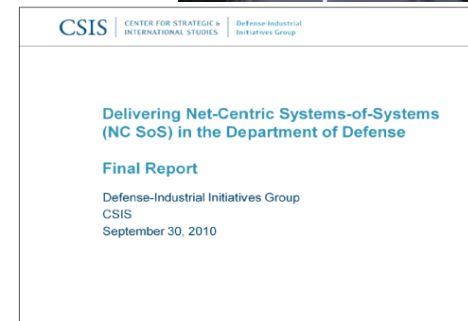 CSIS
CENTER FOR STRATEGIC &
INTERNATIONAL STUDIES
Defense-Industrial
Initiatives Group
Delivering Net-Centric Systems-of-Systems
(NC SoS) in the Department of Defense
Final Report
Defense-Industrial Initiatives Group
CSIS
September 30, 2010